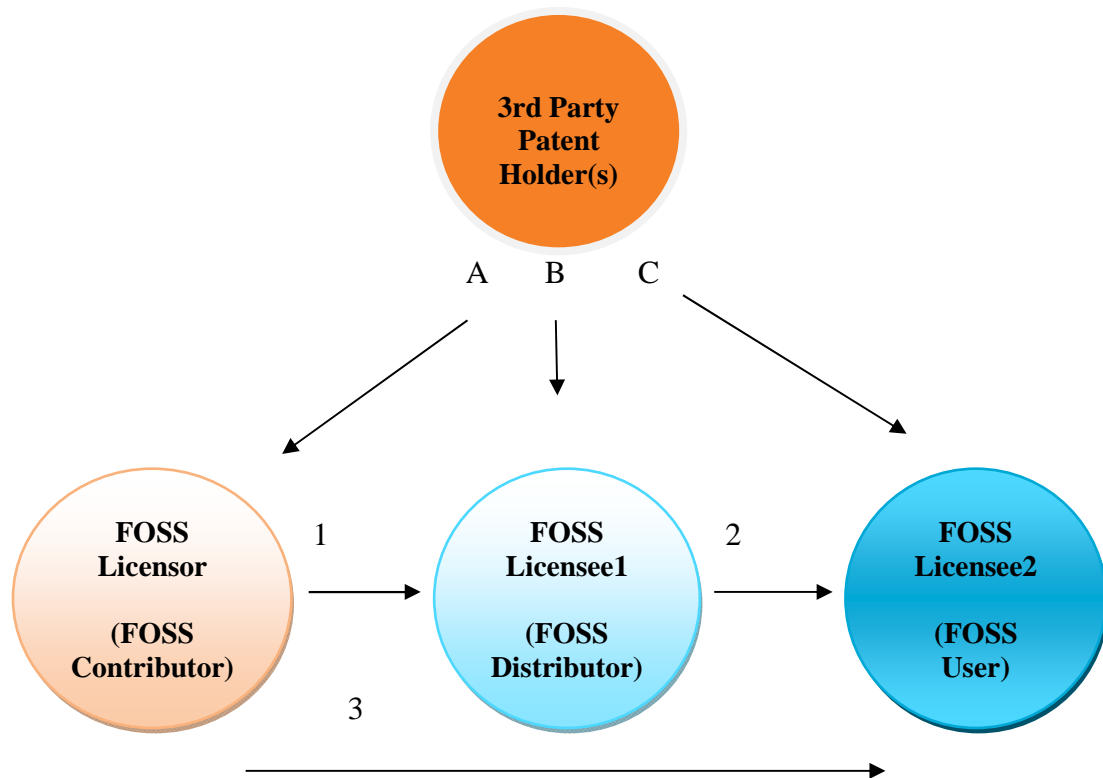 3rd Party
Patent
Holder(s)
A B C
FOSS
Licensor
(FOSS
Contributor)
1
FOSS
Licensee1
(FOSS
Distributor)
2
FOSS
Licensee2
(FOSS
User)
3